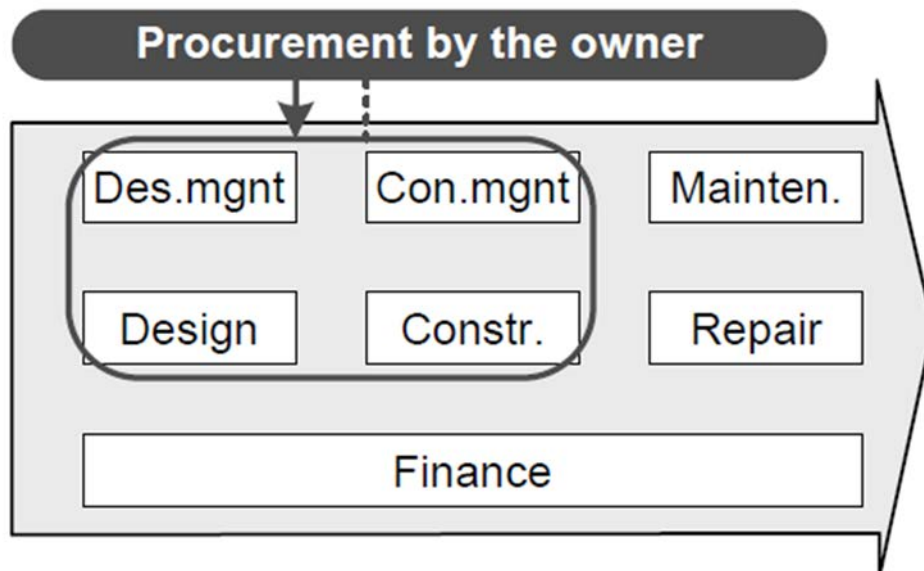 Procurement by the owner
Des.mgnt
Con.mgnt
Mainten.
Design
Constr.
Repair
Finance